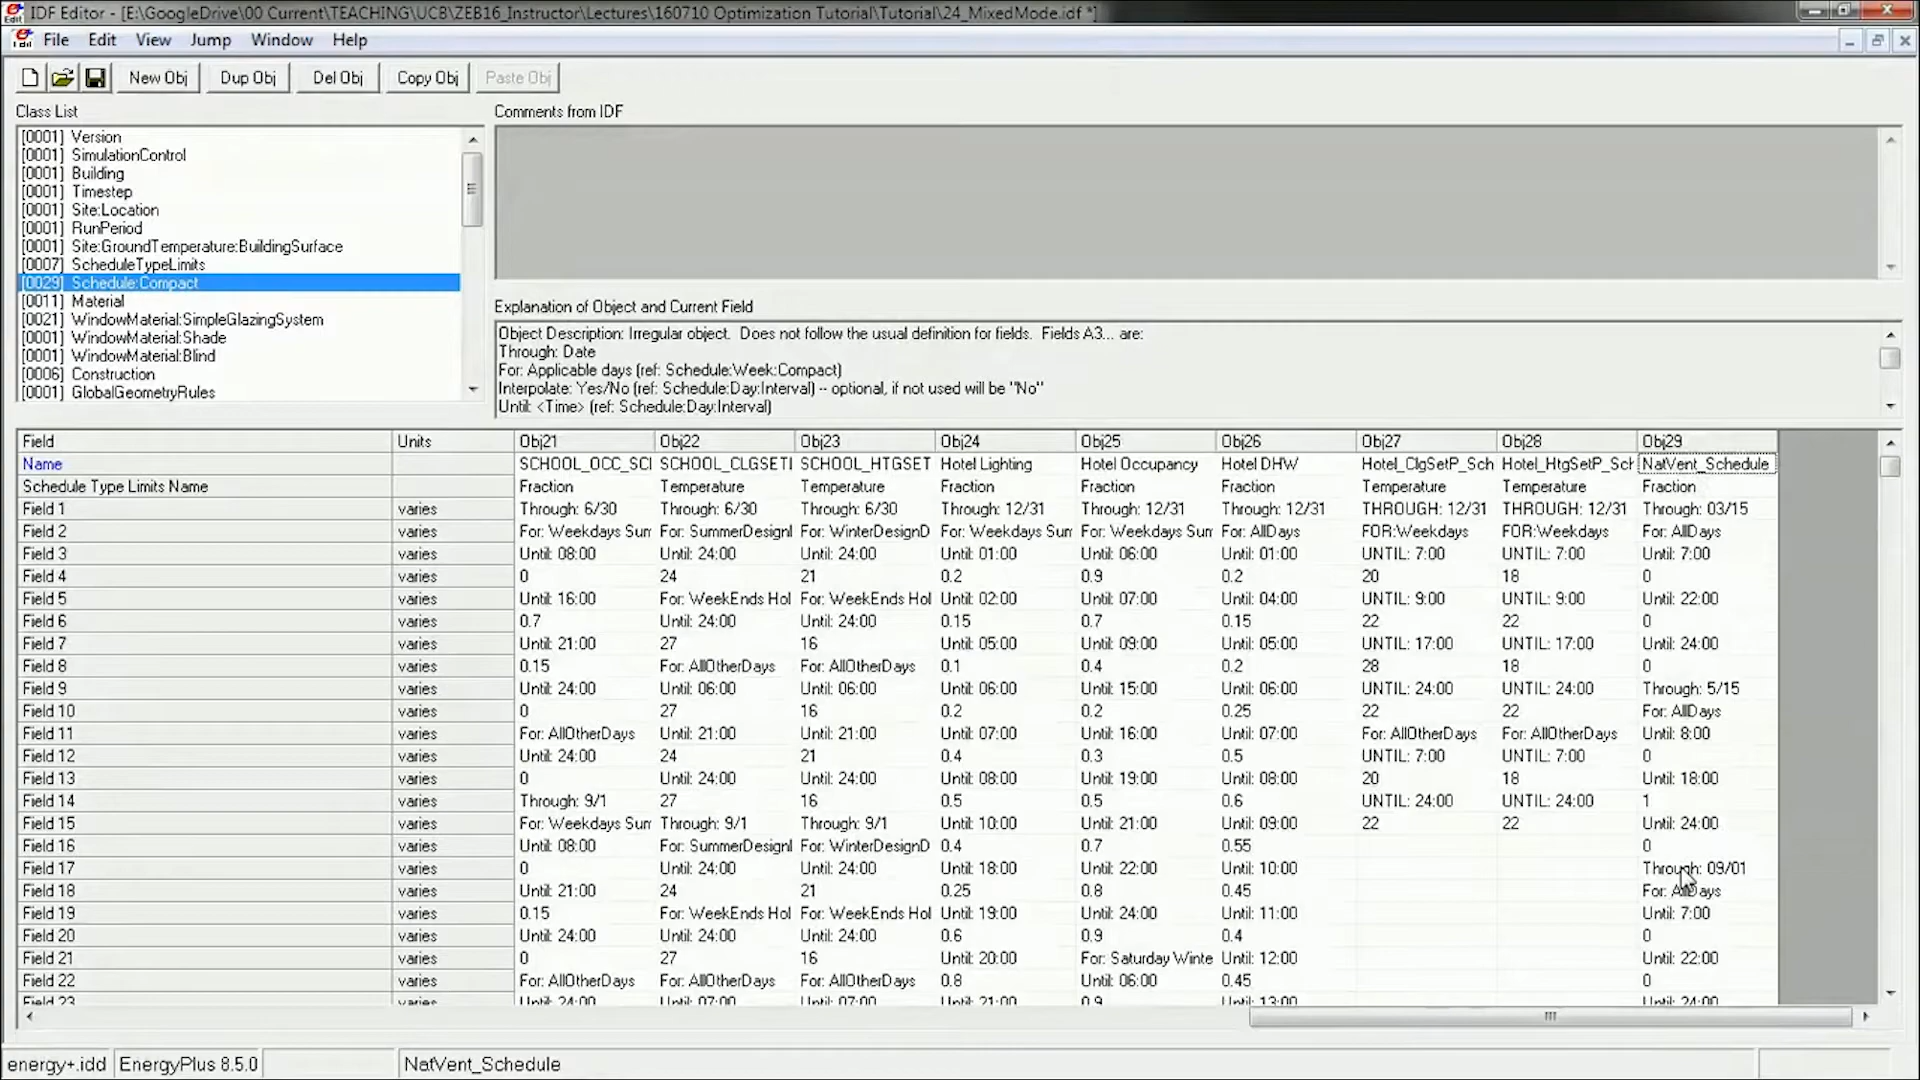 IDF Editor - [E:\GoogleDrive\00 Current\TEACHING\UCB\ZEB16_Instructor\Lectures\160710 Optimization Tutorial\Tutorial\24_MixedMode.idf *]
File Edit View Jump Window Help
New Obj Dup Obj Del Obj Copy Obj Paste Obj
Class List
[0001] Version
[0001] SimulationControl
[0001] Building
[0001] Timestep
[0001] Site:Location
[0001] RunPeriod
[0001] Site:GroundTemperature:BuildingSurface
[0007] ScheduleTypeLimits
[0029] Schedule:Compact
[0011] Material
[0021] WindowMaterial:SimpleGlazingSystem
[0001] WindowMaterial:Shade
[0001] WindowMaterial:Blind
[0006] Construction
[0001] GlobalGeometryRules
Comments from IDF
Explanation of Object and Current Field
Object Description: Irregular object. Does not follow the usual definition for fields. Fields A3... are:
Through: Date
For: Applicable days (ref: Schedule:Week:Compact)
Interpolate: Yes/No (ref: Schedule:Day:Interval) -- optional, if not used will be "No"
Until: <Time> (ref: Schedule:Day:Interval)
Field Units Obj21 Obj22 Obj23 Obj24 Obj25 Obj26 Obj27 Obj28 Obj29
Name SCHOOL_OCC_SCI SCHOOL_CLGSETI SCHOOL_HTGSET Hotel Lighting Hotel Occupancy Hotel DHW Hotel_ClgSetP_Sch Hotel_HtgSetP_Sch NatVent_Schedule
Schedule Type Limits Name Fraction Temperature Temperature Fraction Fraction Fraction Temperature Temperature Fraction
Field 1 varies Through: 6/30 Through: 6/30 Through: 6/30 Through: 12/31 Through: 12/31 Through: 12/31 THROUGH: 12/31 THROUGH: 12/31 Through: 03/15
Field 2 varies For: Weekdays Sum For: SummerDesignI For: WinterDesignD For: Weekdays Sum For: Weekdays Sum For: AllDays FOR:Weekdays FOR:Weekdays For: AllDays
Field 3 varies Until: 08:00 Until: 24:00 Until: 24:00 Until: 01:00 Until: 06:00 Until: 01:00 UNTIL: 7:00 UNTIL: 7:00 Until: 7:00
Field 4 varies 0 24 21 0.2 0.9 0.2 20 18 0
Field 5 varies Until: 16:00 For: WeekEnds Hol For: WeekEnds Hol Until: 02:00 Until: 07:00 Until: 04:00 UNTIL: 9:00 UNTIL: 9:00 Until: 22:00
Field 6 varies 0.7 Until: 24:00 Until: 24:00 0.15 0.7 0.15 22 22 0
Field 7 varies Until: 21:00 27 16 Until: 05:00 Until: 09:00 Until: 05:00 UNTIL: 17:00 UNTIL: 17:00 Until: 24:00
Field 8 varies 0.15 For: AllOtherDays For: AllOtherDays 0.1 0.4 0.2 28 18 0
Field 9 varies Until: 24:00 Until: 06:00 Until: 06:00 Until: 06:00 Until: 15:00 Until: 06:00 UNTIL: 24:00 UNTIL: 24:00 Through: 5/15
Field 10 varies 0 27 16 0.2 0.2 0.25 22 22 For: AllDays
Field 11 varies For: AllOtherDays Until: 21:00 Until: 21:00 Until: 07:00 Until: 16:00 Until: 07:00 For: AllOtherDays For: AllOtherDays Until: 8:00
Field 12 varies Until: 24:00 24 21 0.4 0.3 0.5 UNTIL: 7:00 UNTIL: 7:00 0
Field 13 varies 0 Until: 24:00 Until: 24:00 Until: 08:00 Until: 19:00 Until: 08:00 20 18 Until: 18:00
Field 14 varies Through: 9/1 27 16 0.5 0.5 0.6 UNTIL: 24:00 UNTIL: 24:00 1
Field 15 varies For: Weekdays Sum Through: 9/1 Through: 9/1 Until: 10:00 Until: 21:00 Until: 09:00 22 22 Until: 24:00
Field 16 varies Until: 08:00 For: SummerDesignI For: WinterDesignD 0.4 0.7 0.55 0
Field 17 varies 0 Until: 24:00 Until: 24:00 Until: 18:00 Until: 22:00 Until: 10:00 Through: 09/01
Field 18 varies Until: 21:00 24 21 0.25 0.8 0.45 For: AllDays
Field 19 varies 0.15 For: WeekEnds Hol For: WeekEnds Hol Until: 19:00 Until: 24:00 Until: 11:00 Until: 7:00
Field 20 varies Until: 24:00 Until: 24:00 Until: 24:00 0.6 0.9 0.4 0
Field 21 varies 0 27 16 Until: 20:00 For: Saturday Winte Until: 12:00 Until: 22:00
Field 22 varies For: AllOtherDays For: AllOtherDays For: AllOtherDays 0.8 Until: 06:00 0.45 0
Field 23 varies Until: 24:00 Until: 07:00 Until: 07:00 Until: 21:00 0.9 Until: 13:00 Until: 24:00
energy+.idd EnergyPlus 8.5.0 NatVent_Schedule